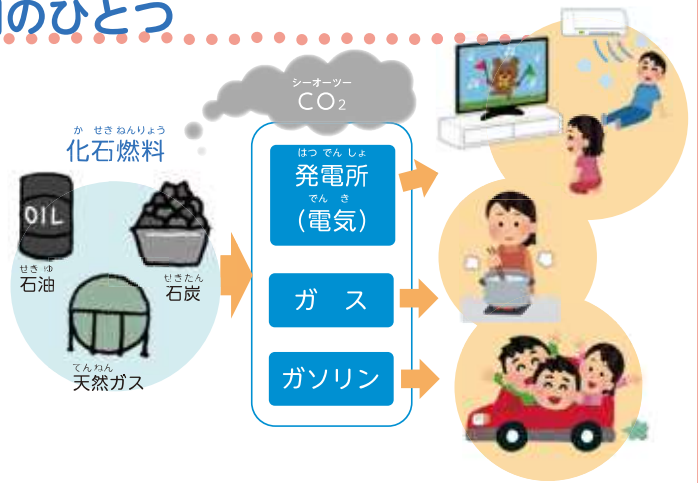 のひとつ
シーオーツー
CO₂
かせきねんりょう
化石燃料
はつでんしょ
発電所
でんき
(電気)
OIL
せきゆ
石油
せきたん
石炭
ガス
てんねん
天然ガス
ガソリン